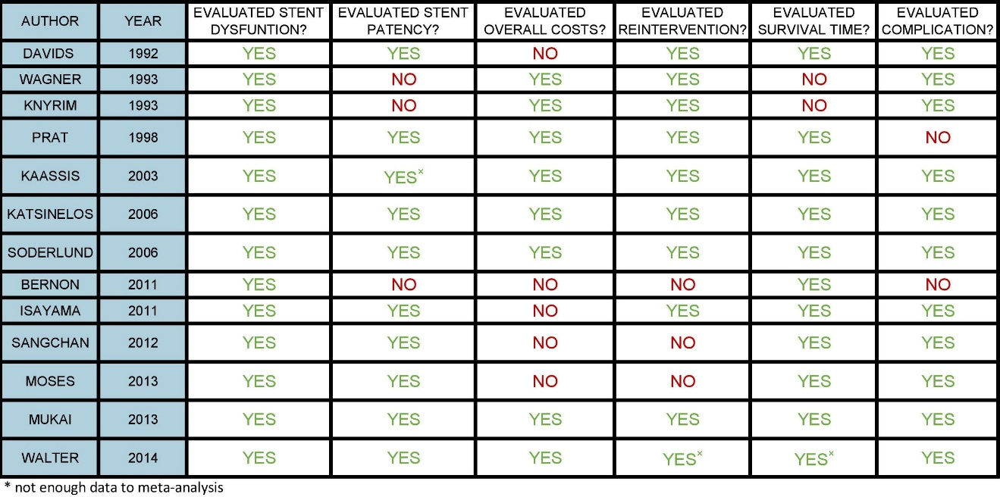 AUTHOR YEAR EVALUATED STENT DYSFUNTION? EVALUATED STENT PATENCY? EVALUATED OVERALL COSTS? EVALUATED REINTERVENTION? EVALUATED SURVIVAL TIME? EVALUATED COMPLICATION?
DAVIDS 1992 YES YES NO YES YES YES
WAGNER 1993 YES NO YES YES NO YES
KNYRIM 1993 YES NO YES YES NO YES
PRAT 1998 YES YES YES YES YES NO
KAASSIS 2003 YES YES× YES YES YES YES
KATSINELOS 2006 YES YES YES YES YES YES
SODERLUND 2006 YES YES YES YES YES YES
BERNON 2011 YES NO NO NO YES NO
ISAYAMA 2011 YES YES NO YES YES YES
SANGCHAN 2012 YES YES NO NO YES YES
MOSES 2013 YES YES NO NO YES YES
MUKAI 2013 YES YES YES YES YES YES
WALTER 2014 YES YES YES YES× YES× YES
* not enough data to meta-analysis